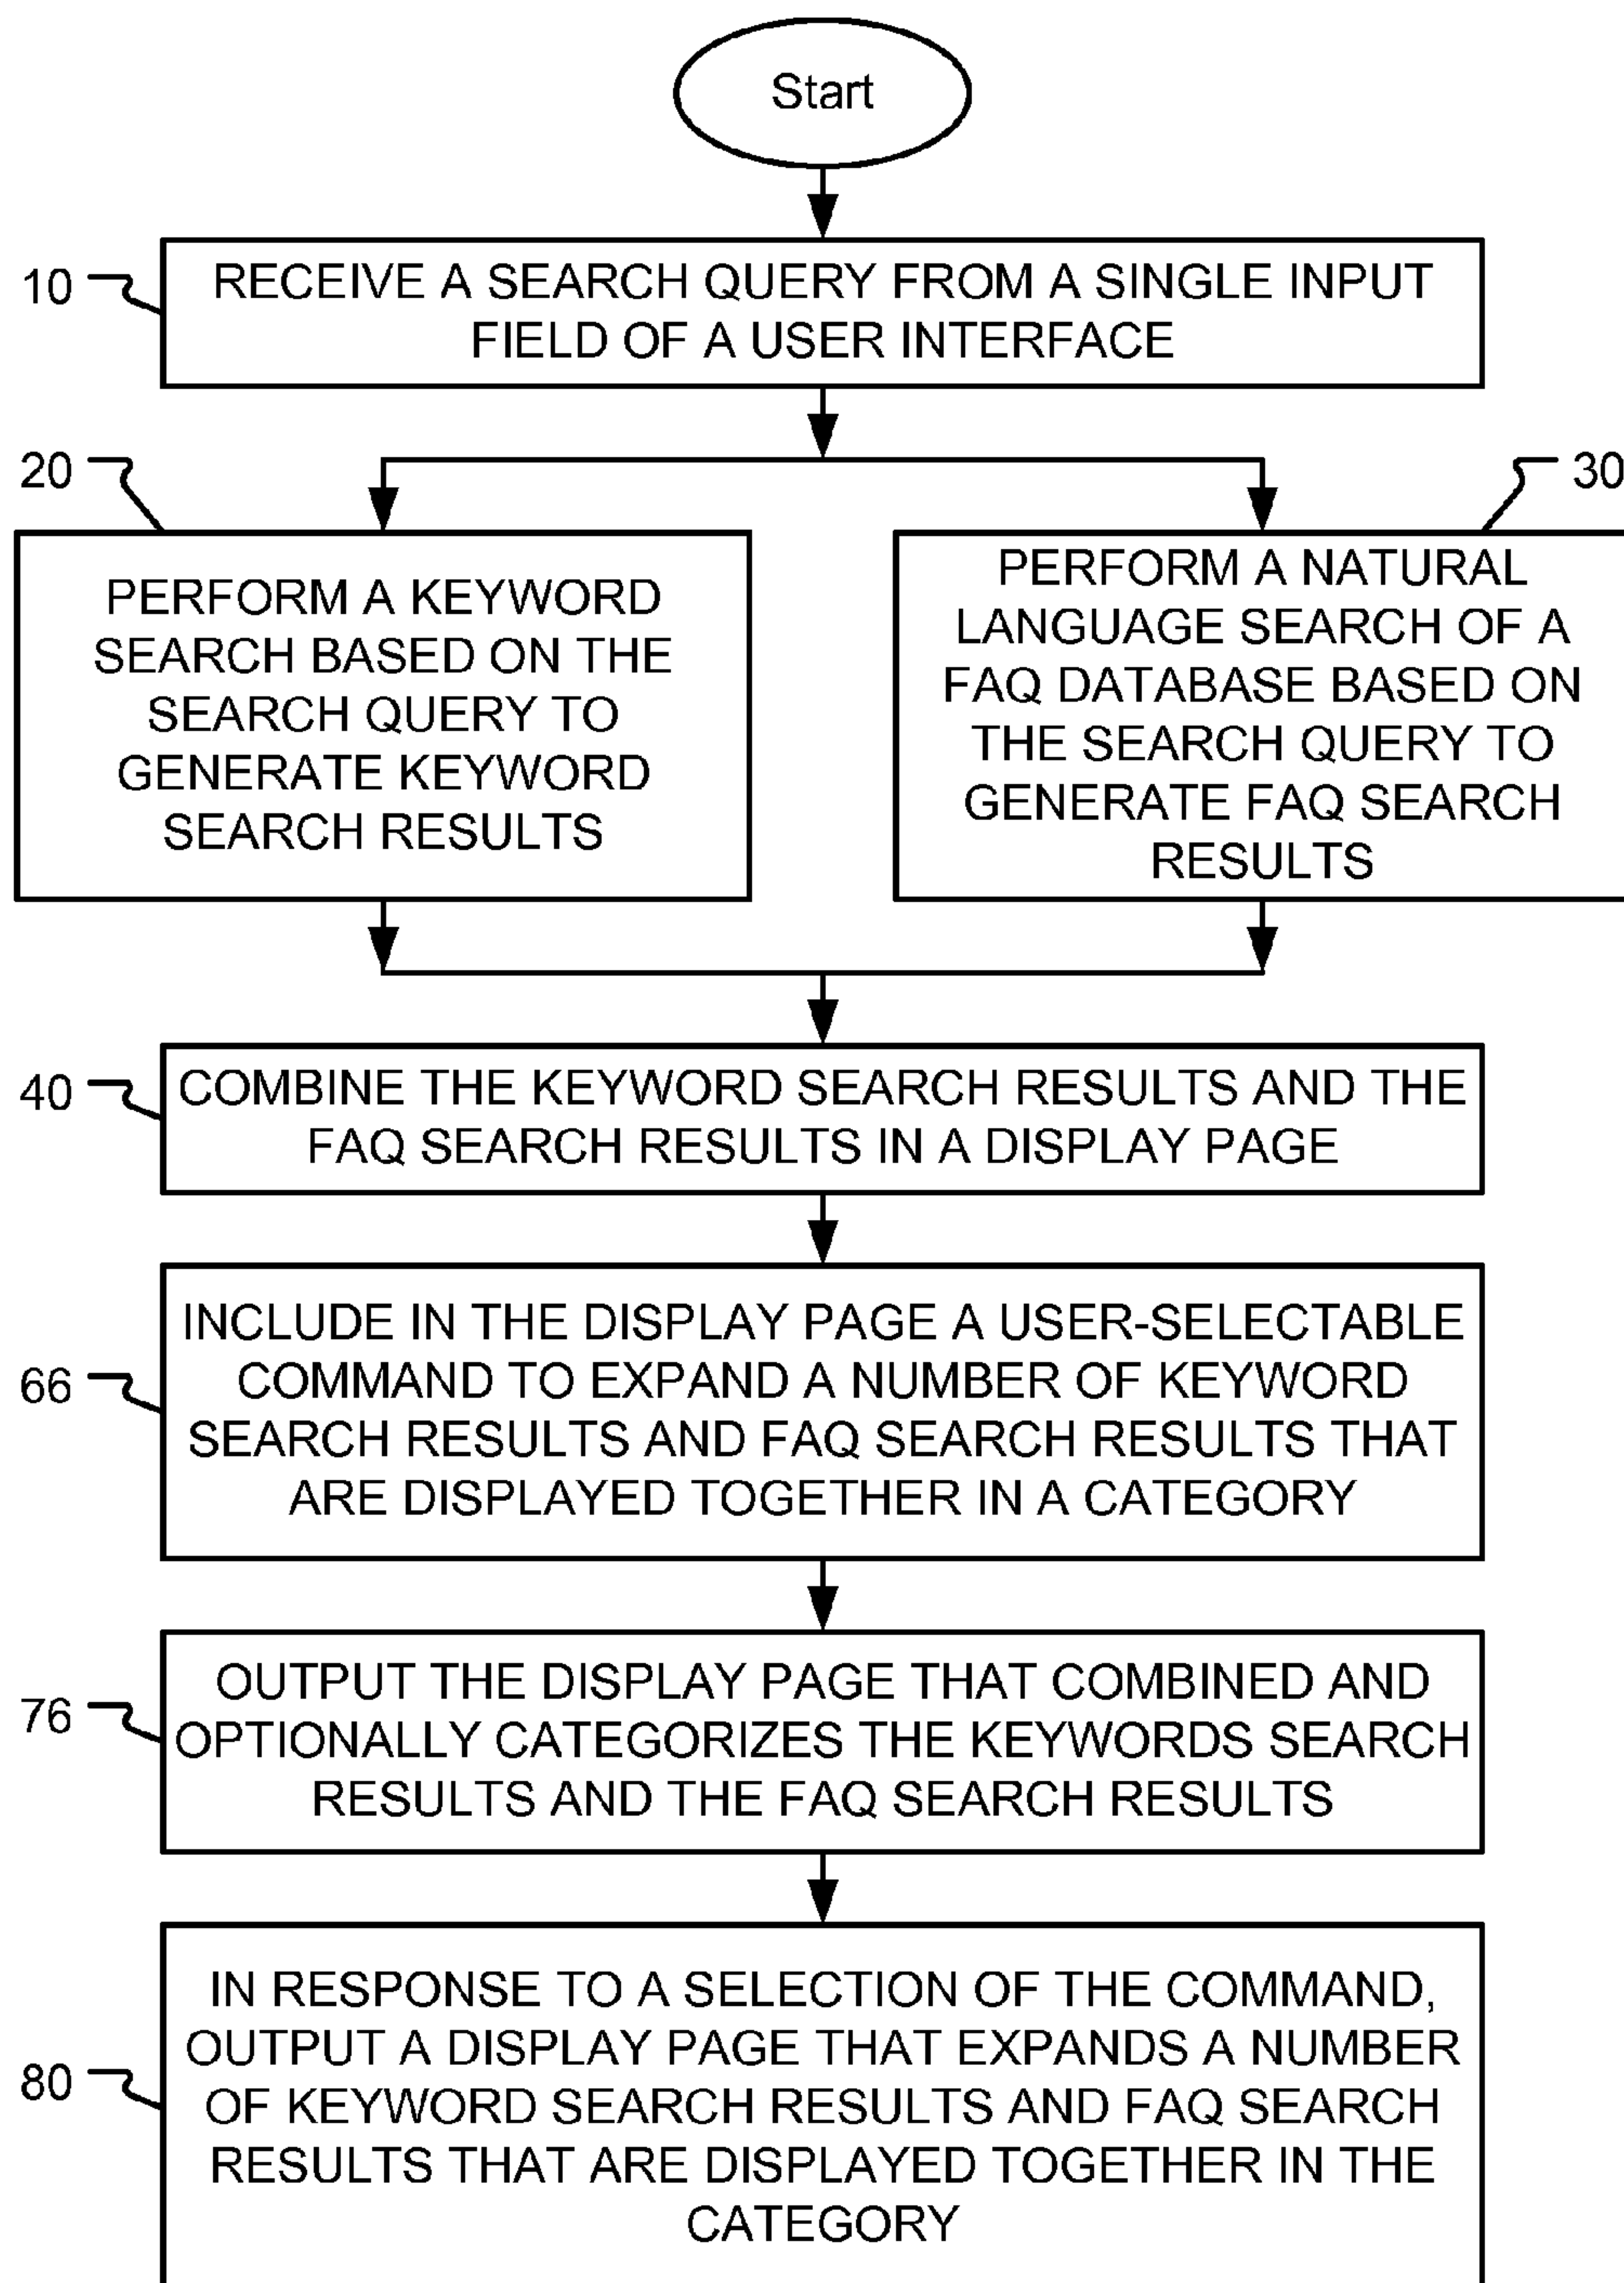 Start
10
RECEIVE A SEARCH QUERY FROM A SINGLE INPUT
FIELD OF A USER INTERFACE
20
PERFORM A KEYWORD
SEARCH BASED ON THE
SEARCH QUERY TO
GENERATE KEYWORD
SEARCH RESULTS
30
PERFORM A NATURAL
LANGUAGE SEARCH OF A
FAQ DATABASE BASED ON
THE SEARCH QUERY TO
GENERATE FAQ SEARCH
RESULTS
40
COMBINE THE KEYWORD SEARCH RESULTS AND THE
FAQ SEARCH RESULTS IN A DISPLAY PAGE
66
INCLUDE IN THE DISPLAY PAGE A USER-SELECTABLE
COMMAND TO EXPAND A NUMBER OF KEYWORD
SEARCH RESULTS AND FAQ SEARCH RESULTS THAT
ARE DISPLAYED TOGETHER IN A CATEGORY
76
OUTPUT THE DISPLAY PAGE THAT COMBINED AND
OPTIONALLY CATEGORIZES THE KEYWORDS SEARCH
RESULTS AND THE FAQ SEARCH RESULTS
80
IN RESPONSE TO A SELECTION OF THE COMMAND,
OUTPUT A DISPLAY PAGE THAT EXPANDS A NUMBER
OF KEYWORD SEARCH RESULTS AND FAQ SEARCH
RESULTS THAT ARE DISPLAYED TOGETHER IN THE
CATEGORY